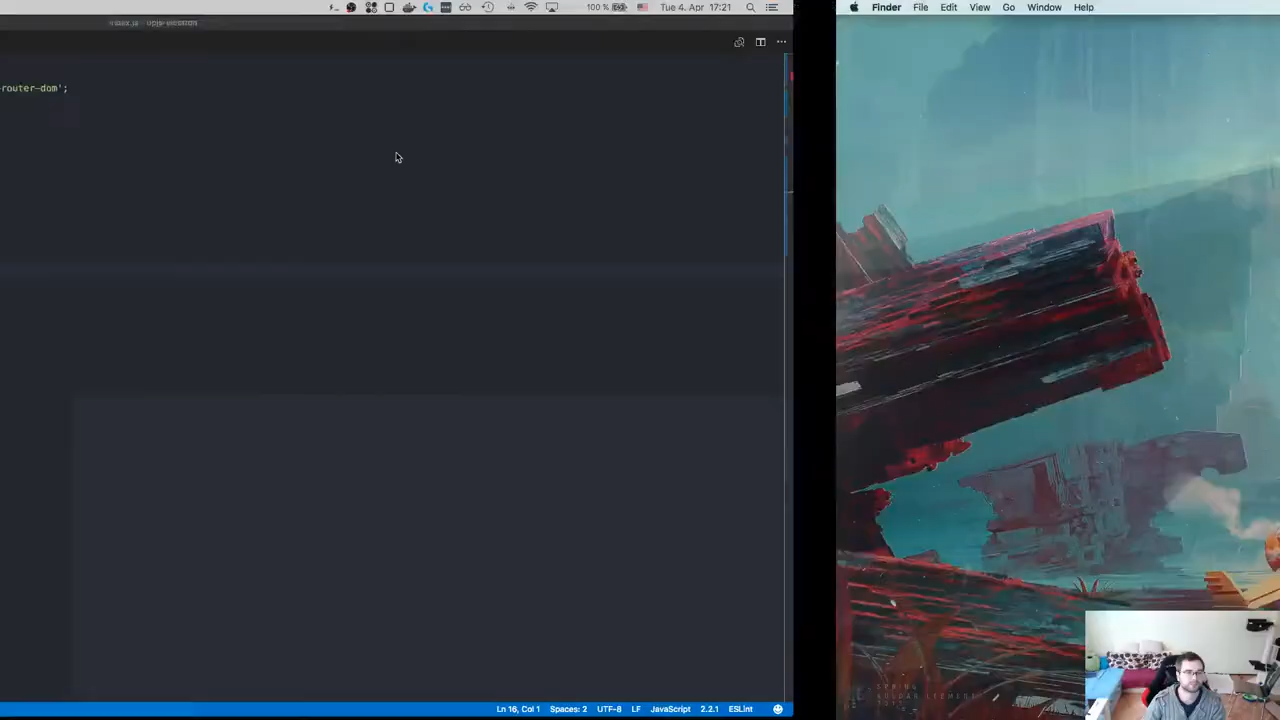 100 %
Tue 4. Apr 17:21
Finder File Edit View Go Window Help
-router-dom';
SPRING
Ln 16, Col 1 Spaces: 2 UTF-8 LF JavaScript 2.2.1 ESLint